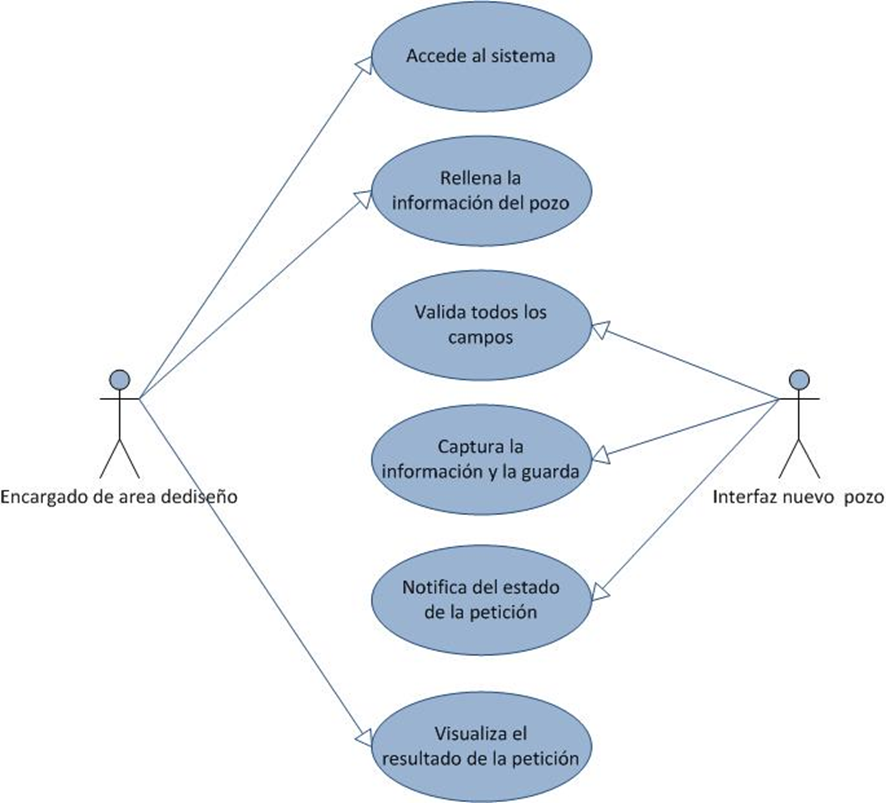 Accede al sistema
Rellena la
información del pozo
Valida todos los
campos
Captura la
información y la guarda
Encargado de area dediseño
Interfaz nuevo  pozo
Notifica del estado
de la petición
Visualiza el
resultado de la petición